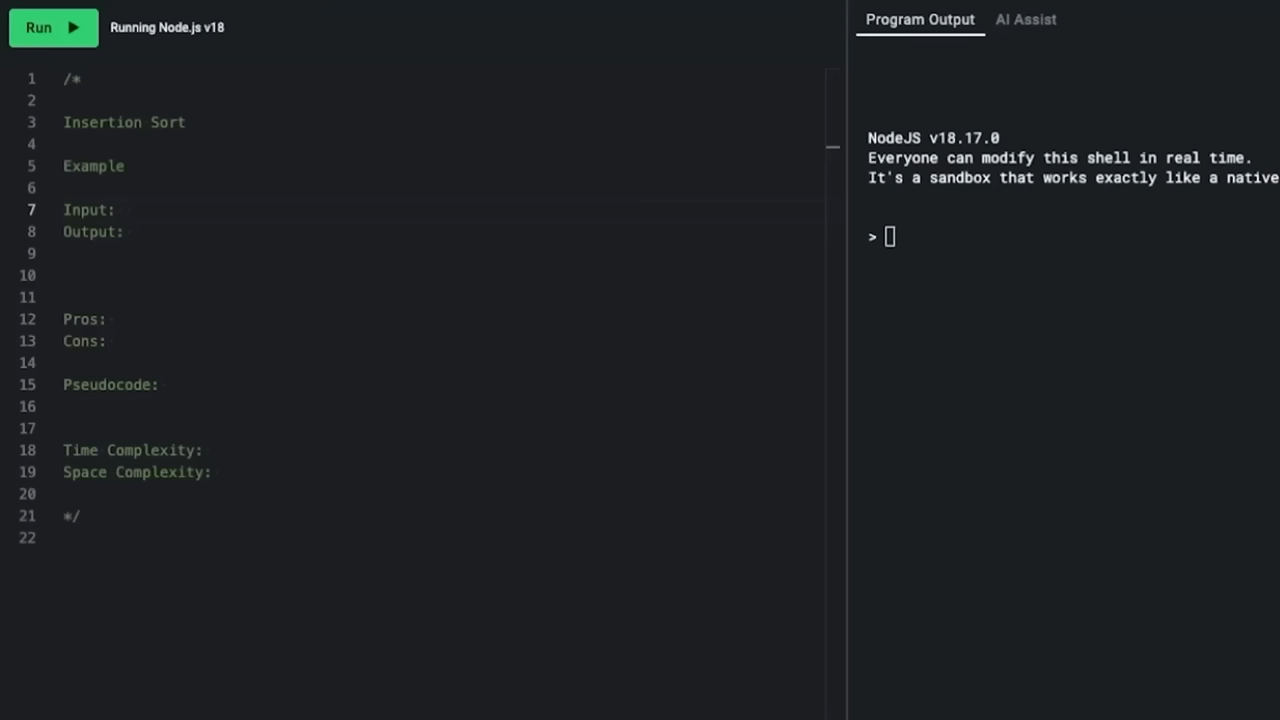 Run
Running Node.js v18
Program Output
AI Assist
1 /*
2
3 Insertion Sort
4
5 Example
6
7 Input:
8 Output:
9
10
11
12 Pros:
13 Cons:
14
15 Pseudocode:
16
17
18 Time Complexity:
19 Space Complexity:
20
21 */
22
NodeJS v18.17.0
Everyone can modify this shell in real time.
It's a sandbox that works exactly like a native
>